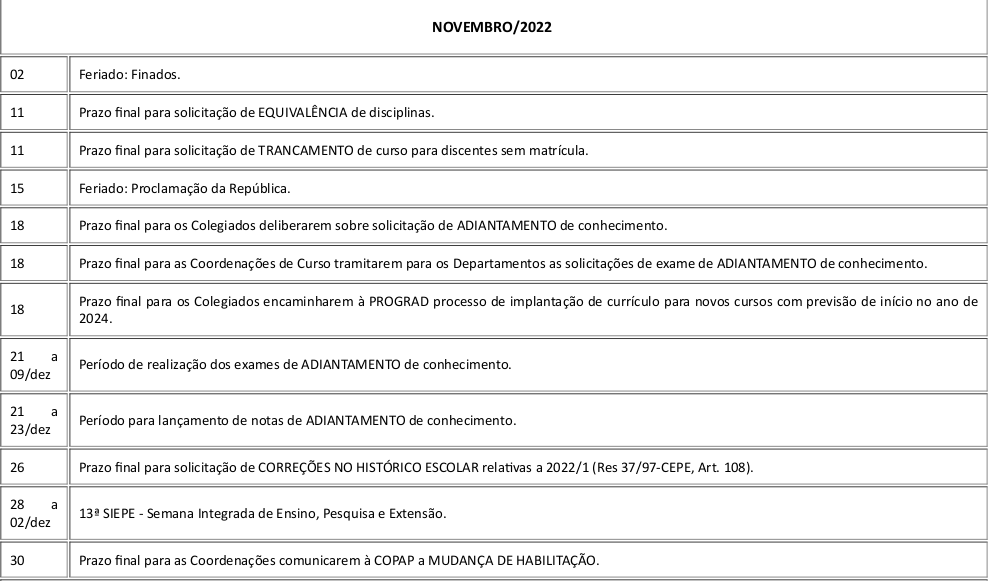 NOVEMBRO/2022
02 Feriado: Finados.
11 Prazo final para solicitação de EQUIVALÊNCIA de disciplinas.
11 Prazo final para solicitação de TRANCAMENTO de curso para discentes sem matrícula.
15 Feriado: Proclamação da República.
18 Prazo final para os Colegiados deliberarem sobre solicitação de ADIANTAMENTO de conhecimento.
18 Prazo final para as Coordenações de Curso tramitarem para os Departamentos as solicitações de exame de ADIANTAMENTO de conhecimento.
18 Prazo final para os Colegiados encaminharem à PROGRAD processo de implantação de currículo para novos cursos com previsão de início no ano de
2024.
21 a
09/dez
Período de realização dos exames de ADIANTAMENTO de conhecimento.
21 a
23/dez
Período para lançamento de notas de ADIANTAMENTO de conhecimento.
26 Prazo final para solicitação de CORREÇÕES NO HISTÓRICO ESCOLAR relativas a 2022/1 (Res 37/97-CEPE, Art. 108).
28 a
02/dez
13ª SIEPE - Semana Integrada de Ensino, Pesquisa e Extensão.
30 Prazo final para as Coordenações comunicarem à COPAP a MUDANÇA DE HABILITAÇÃO.